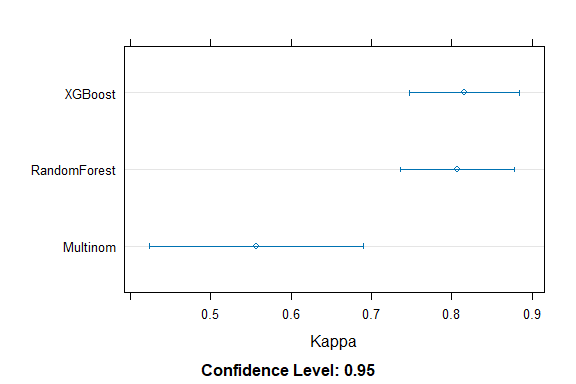 XGBoost
RandomForest
Multinom
0.5 0.6 0.7 0.8 0.9
Kappa
Confidence Level: 0.95